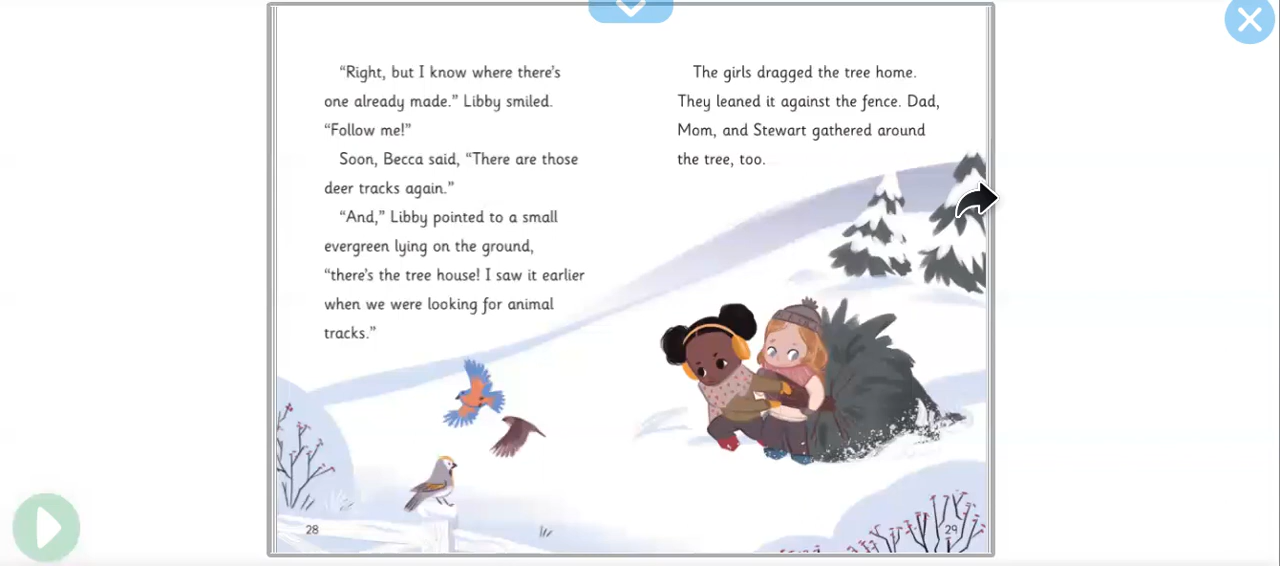 “Right, but I know where there’s
one already made.” Libby smiled.
“Follow me!”
Soon, Becca said, “There are those
deer tracks again.”
“And,” Libby pointed to a small
evergreen lying on the ground,
“there’s the tree house! I saw it earlier
when we were looking for animal
tracks.”
28
The girls dragged the tree home.
They leaned it against the fence. Dad,
Mom, and Stewart gathered around
the tree, too.
29